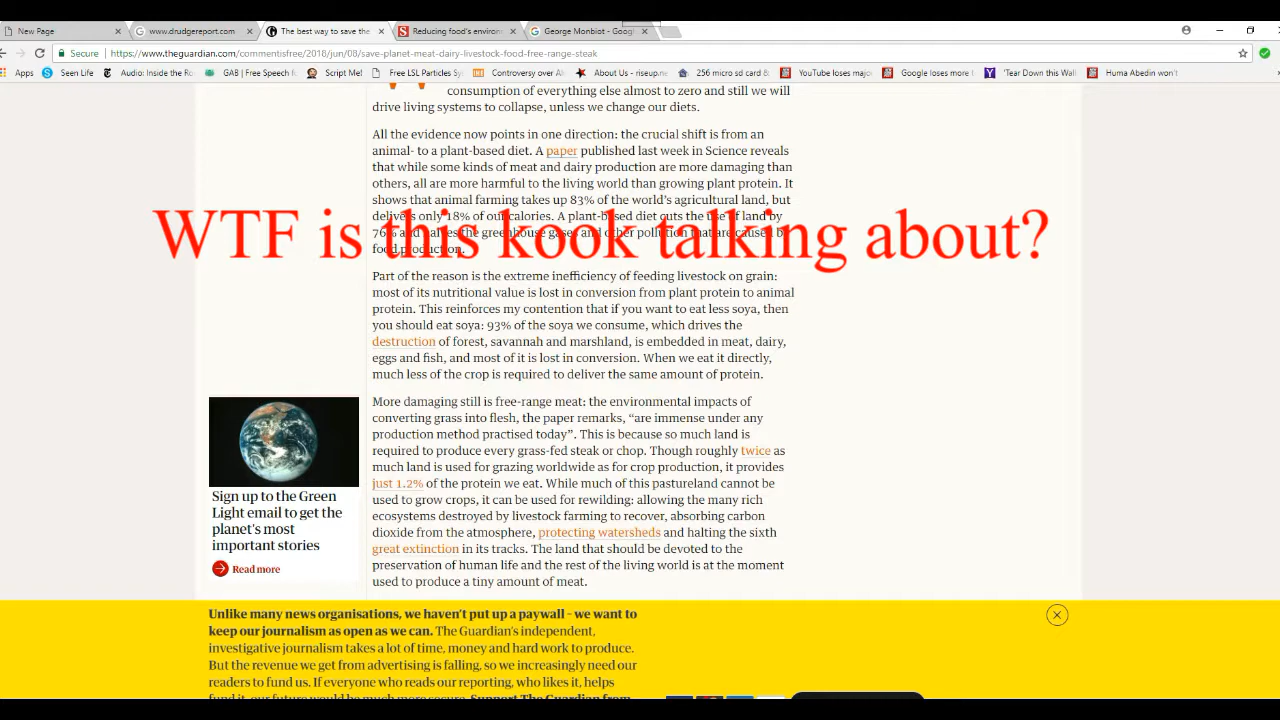 New Page
www.drudgereport.com
The best way to save the
Reducing food's environ
George Monbiot - Goog
Secure
https://www.theguardian.com/commentisfree/2018/jun/08/save-planet-meat-dairy-livestock-food-free-range-steak
Apps
Seen Life
Audio: Inside the Ro
GAB | Free Speech f
Script Me!
Free LSL Particles Sy
Controversy over Al
About Us - riseup.ne
256 micro sd card &
YouTube loses major
Google loses more t
'Tear Down this Wall
Huma Abedin won't
consumption of everything else almost to zero and still we will
drive living systems to collapse, unless we change our diets.
All the evidence now points in one direction: the crucial shift is from an
animal- to a plant-based diet. A paper published last week in Science reveals
that while some kinds of meat and dairy production are more damaging than
others, all are more harmful to the living world than growing plant protein. It
shows that animal farming takes up 83% of the world's agricultural land, but
delivers only 18% of our calories. A plant-based diet cuts the use of land by
76% and halves the greenhouse gases and other pollution that are caused by
food production.
WTF is this kook talking about?
Part of the reason is the extreme inefficiency of feeding livestock on grain:
most of its nutritional value is lost in conversion from plant protein to animal
protein. This reinforces my contention that if you want to eat less soya, then
you should eat soya: 93% of the soya we consume, which drives the
destruction of forest, savannah and marshland, is embedded in meat, dairy,
eggs and fish, and most of it is lost in conversion. When we eat it directly,
much less of the crop is required to deliver the same amount of protein.
More damaging still is free-range meat: the environmental impacts of
converting grass into flesh, the paper remarks, “are immense under any
production method practised today”. This is because so much land is
required to produce every grass-fed steak or chop. Though roughly twice as
much land is used for grazing worldwide as for crop production, it provides
just 1.2% of the protein we eat. While much of this pastureland cannot be
used to grow crops, it can be used for rewilding: allowing the many rich
ecosystems destroyed by livestock farming to recover, absorbing carbon
dioxide from the atmosphere, protecting watersheds and halting the sixth
great extinction in its tracks. The land that should be devoted to the
preservation of human life and the rest of the living world is at the moment
used to produce a tiny amount of meat.
Sign up to the Green
Light email to get the
planet's most
important stories
Read more
Unlike many news organisations, we haven't put up a paywall – we want to
keep our journalism as open as we can. The Guardian's independent,
investigative journalism takes a lot of time, money and hard work to produce.
But the revenue we get from advertising is falling, so we increasingly need our
readers to fund us. If everyone who reads our reporting, who likes it, helps
fund it, our future would be much more secure. Support The Guardian from